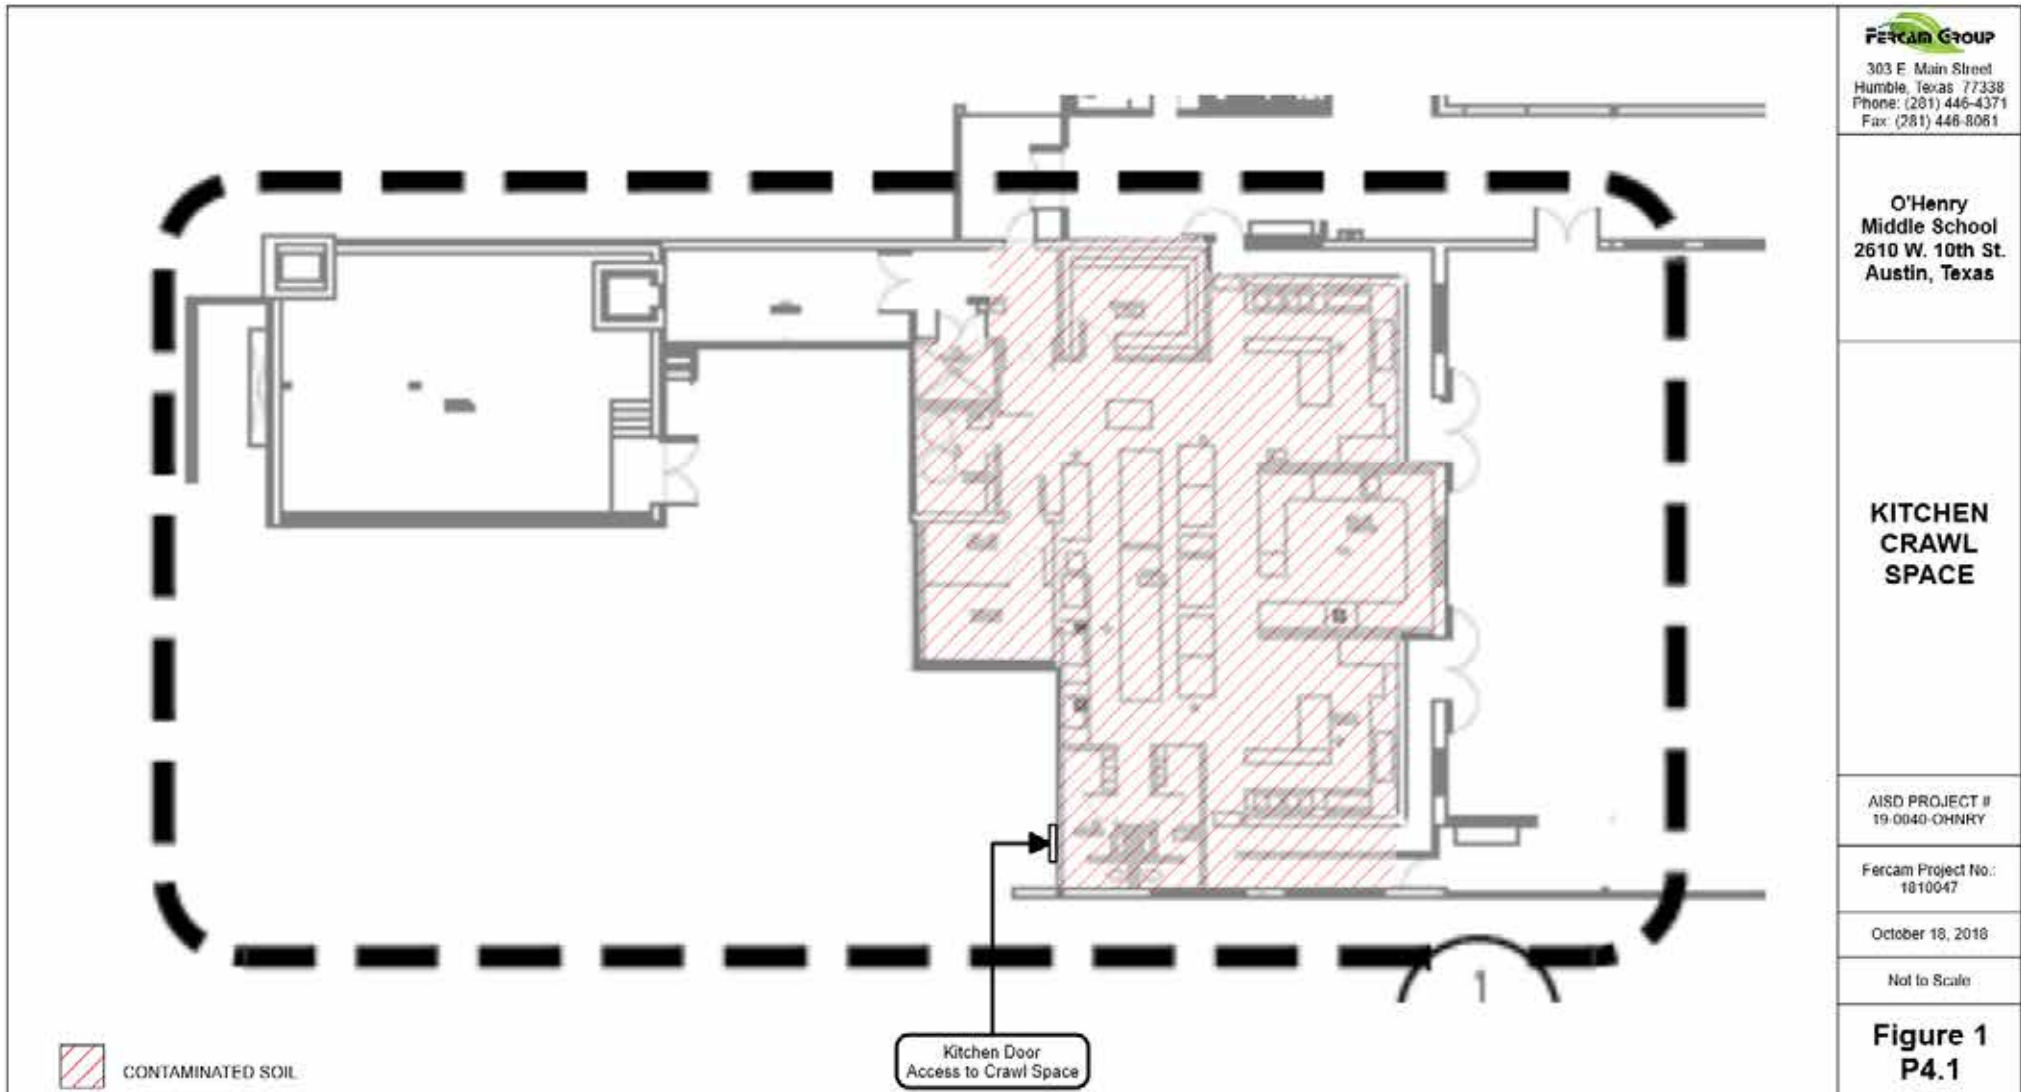 FERCAM GROUP
303 E. Main Street
Humble, Texas 77338
Phone: (281) 446-4371
Fax: (281) 446-8061
O'Henry
Middle School
2610 W. 10th St.
Austin, Texas
KITCHEN
CRAWL
SPACE
AISD PROJECT #
19-0040-OHNRY
Fercam Project No.:
1810047
October 18, 2018
Not to Scale
Figure 1
P4.1
1
Kitchen Door
Access to Crawl Space
CONTAMINATED SOIL